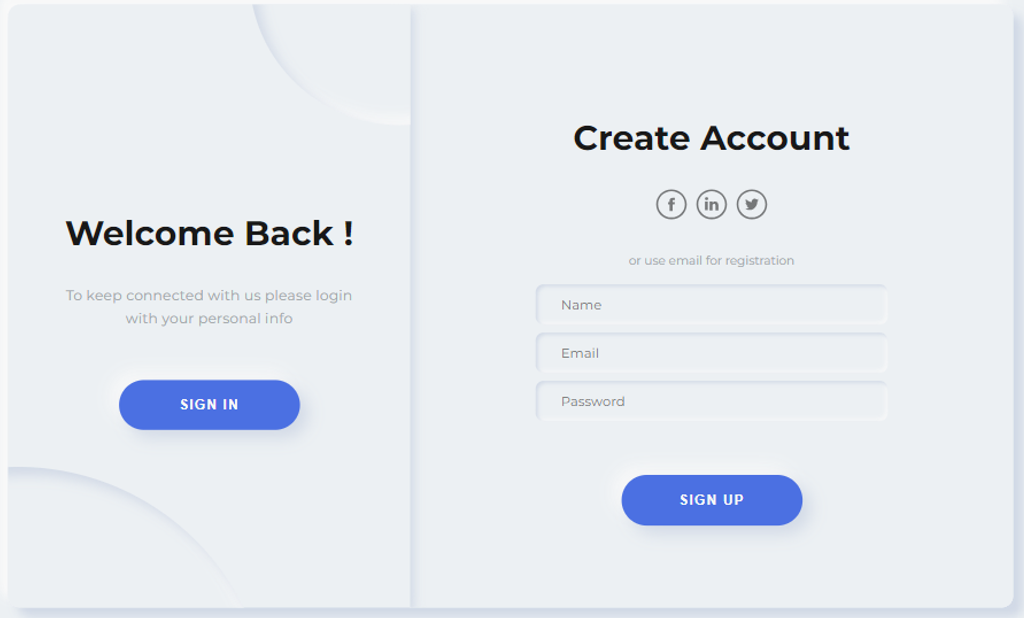 Welcome Back !
To keep connected with us please login
with your personal info
SIGN IN
Create Account
or use email for registration
Name
Email
Password
SIGN UP